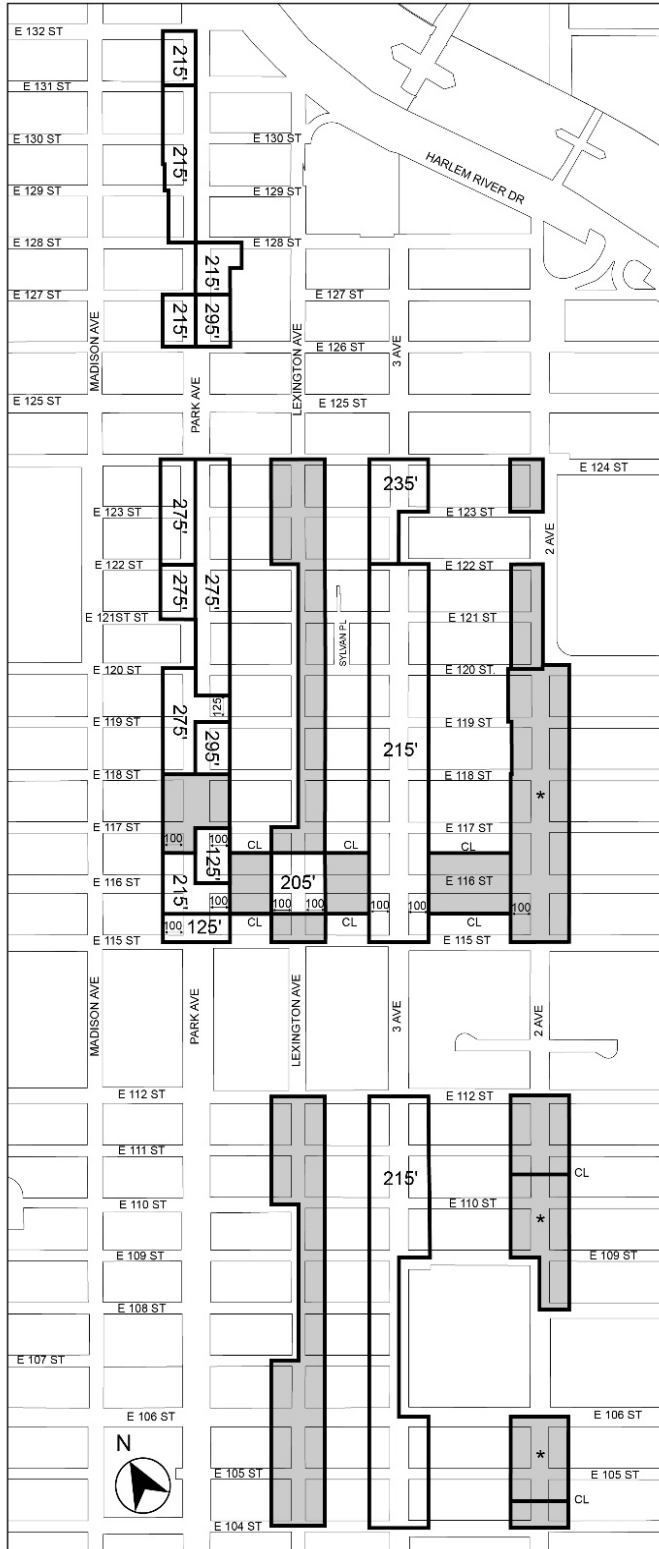 E 132 ST
215'
E 131 ST
E 130 ST
215'
E 130 ST
HARLEM RIVER DR
E 129 ST
E 129 ST
E 128 ST
E 128 ST
215'
E 127 ST
E 127 ST
215'
295'
MADISON AVE
PARK AVE
LEXINGTON AVE
3 AVE
E 126 ST
E 125 ST
E 125 ST
E 124 ST
235'
275'
E 123 ST
E 123 ST
2 AVE
E 122 ST
E 122 ST
275'
275'
E 121ST ST
E 121 ST
SYLVAN PL
E 120 ST
E 120 ST.
125
E 119 ST
E 119 ST
275'
295'
215'
E 118 ST
E 118 ST
*
E 117 ST
E 117 ST
100
100
CL
CL
CL
125'
E 116 ST
215'
205'
E 116 ST
100
100
100
100
100
100
100
125'
CL
CL
CL
E 115 ST
E 115 ST
MADISON AVE
PARK AVE
LEXINGTON AVE
3 AVE
2 AVE
E 112 ST
E 112 ST
E 111 ST
215'
CL
E 110 ST
E 110 ST
*
E 109 ST
E 109 ST
E 108 ST
E 107 ST
E 106 ST
E 106 ST
N
*
E 105 ST
E 105 ST
CL
E 104 ST